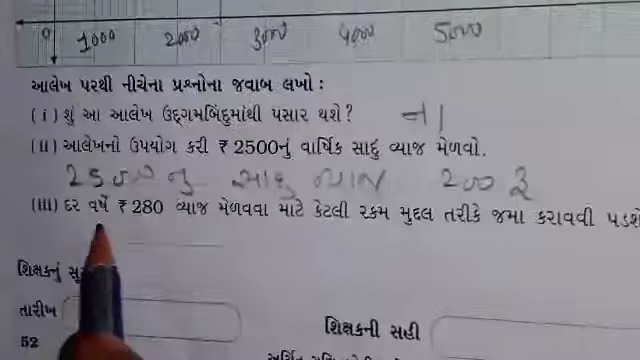 0 1000 2000 3000 4000 5000
આલેખ પરથી નીચેના પ્રશ્નોના જવાબ લખો :
(i) શું આ આલેખ ઉદ્ગમબિંદુમાંથી પસાર થશે ? ના
(ii) આલેખનો ઉપયોગ કરી ₹ 2500નું વાર્ષિક સાદું વ્યાજ મેળવો.
2500 નુ સાદુ વ્યાજ 200 રૂ
(iii) દર વર્ષે ₹ 280 વ્યાજ મેળવવા માટે કેટલી રકમ મુદ્દલ તરીકે જમા કરાવવી પડશે
શિક્ષકનું
તારીખ
શિક્ષકની સહી
52